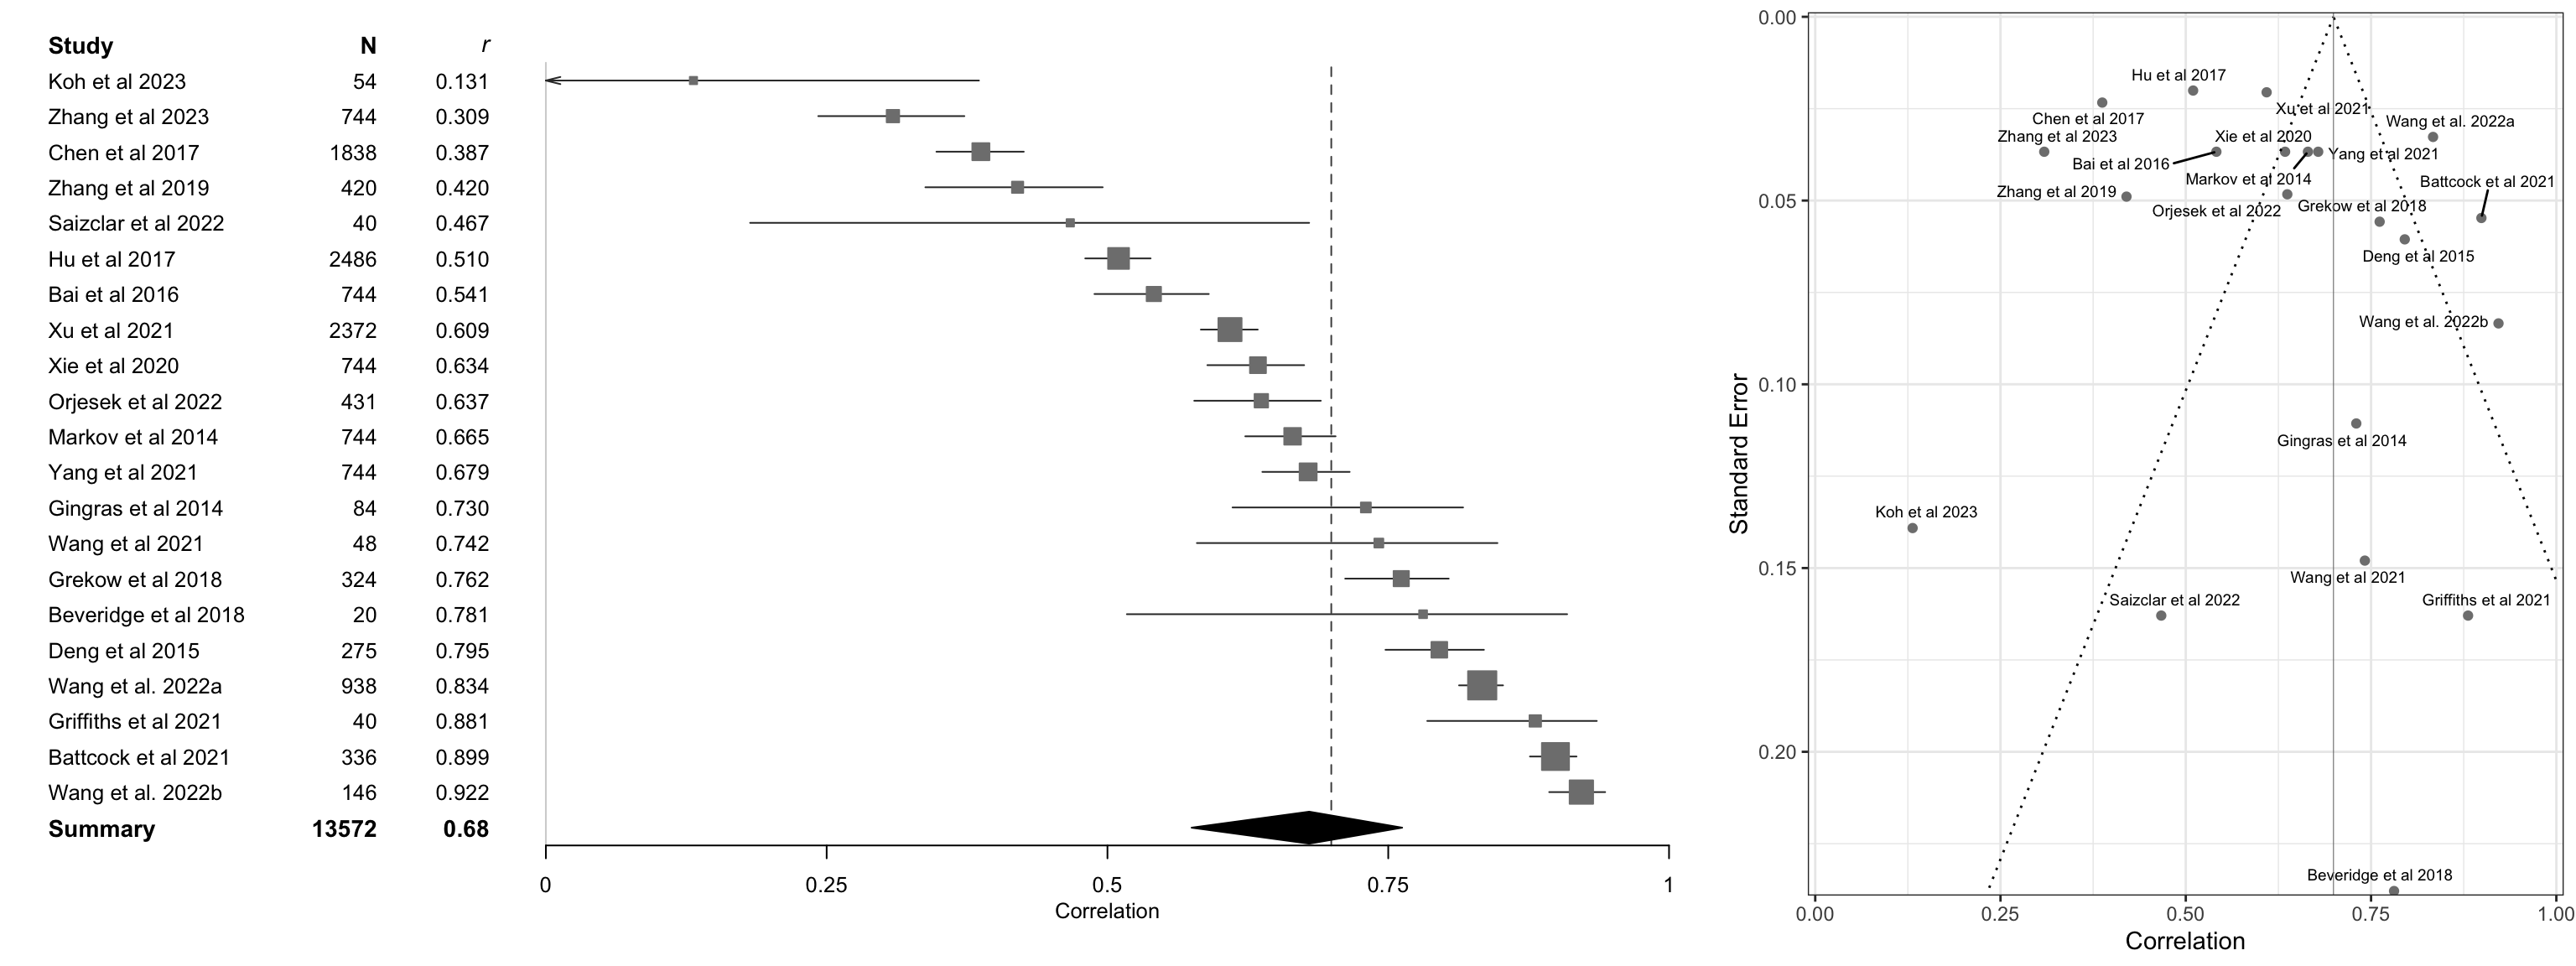 Study N r
Koh et al 2023 54 0.131
Zhang et al 2023 744 0.309
Chen et al 2017 1838 0.387
Zhang et al 2019 420 0.420
Saizclar et al 2022 40 0.467
Hu et al 2017 2486 0.510
Bai et al 2016 744 0.541
Xu et al 2021 2372 0.609
Xie et al 2020 744 0.634
Orjesek et al 2022 431 0.637
Markov et al 2014 744 0.665
Yang et al 2021 744 0.679
Gingras et al 2014 84 0.730
Wang et al 2021 48 0.742
Grekow et al 2018 324 0.762
Beveridge et al 2018 20 0.781
Deng et al 2015 275 0.795
Wang et al. 2022a 938 0.834
Griffiths et al 2021 40 0.881
Battcock et al 2021 336 0.899
Wang et al. 2022b 146 0.922
Summary 13572 0.68
0 0.25 0.5 0.75 1
Correlation
0.00
0.05
0.10
0.15
0.20
Standard Error
Hu et al 2017
Xu et al 2021
Chen et al 2017
Wang et al. 2022a
Zhang et al 2023
Xie et al 2020
Yang et al 2021
Bai et al 2016
Markov et al 2014
Battcock et al 2021
Zhang et al 2019
Orjesek et al 2022
Grekow et al 2018
Deng et al 2015
Wang et al. 2022b
Gingras et al 2014
Koh et al 2023
Wang et al 2021
Saizclar et al 2022
Griffiths et al 2021
Beveridge et al 2018
0.00 0.25 0.50 0.75 1.00
Correlation